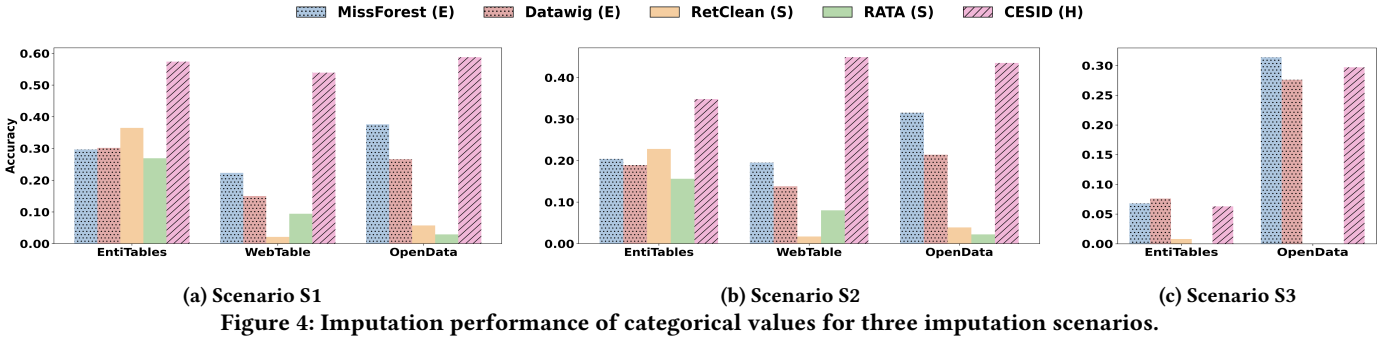 MissForest (E) Datawig (E) RetClean (S) RATA (S) CESID (H)
Accuracy
0.60
0.50
0.40
0.30
0.20
0.10
0.00
EntiTables WebTable OpenData
(a) Scenario S1
0.40
0.30
0.20
0.10
0.00
EntiTables WebTable OpenData
(b) Scenario S2
0.30
0.25
0.20
0.15
0.10
0.05
0.00
EntiTables OpenData
(c) Scenario S3
Figure 4: Imputation performance of categorical values for three imputation scenarios.